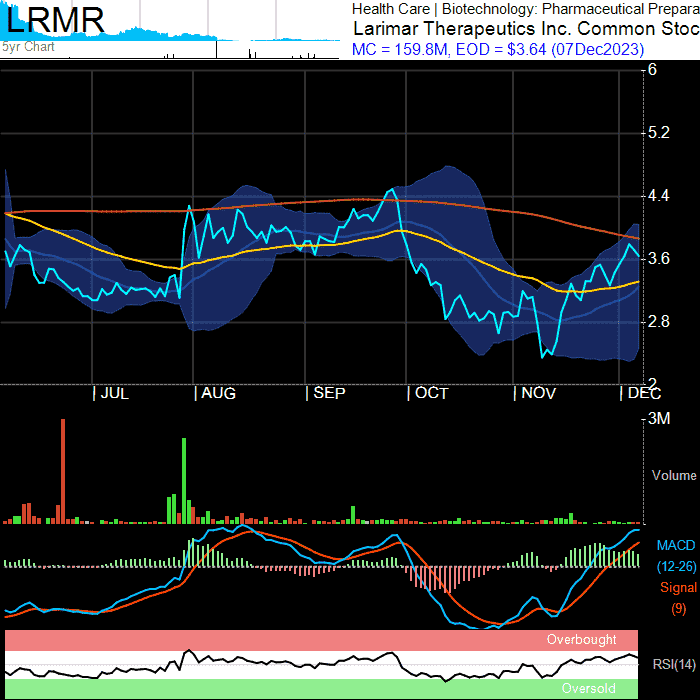 LRMR
5yr Chart
Health Care | Biotechnology: Pharmaceutical Prepara
Larimar Therapeutics Inc. Common Stoc
MC = 159.8M, EOD = $3.64 (07Dec2023)
6
5.2
4.4
3.6
2.8
2
JUL
AUG
SEP
OCT
NOV
DEC
3M
Volume
MACD
(12-26)
Signal
(9)
Overbought
RSI(14)
Oversold